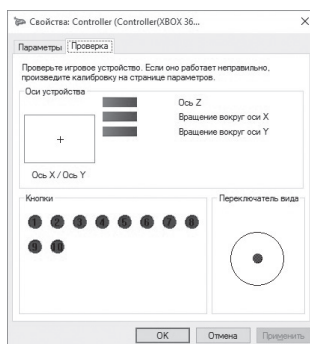 Свойства: Controller (Controller(XBOX 36...
Параметры Проверка
Проверьте игровое устройство. Если оно работает неправильно,
произведите калибровку на странице параметров.
Оси устройства
Ось Z
Вращение вокруг оси X
Вращение вокруг оси Y
Ось X / Ось Y
Кнопки
1 2 3 4 5 6 7 8
9 10
Переключатель вида
OK Отмена Применить